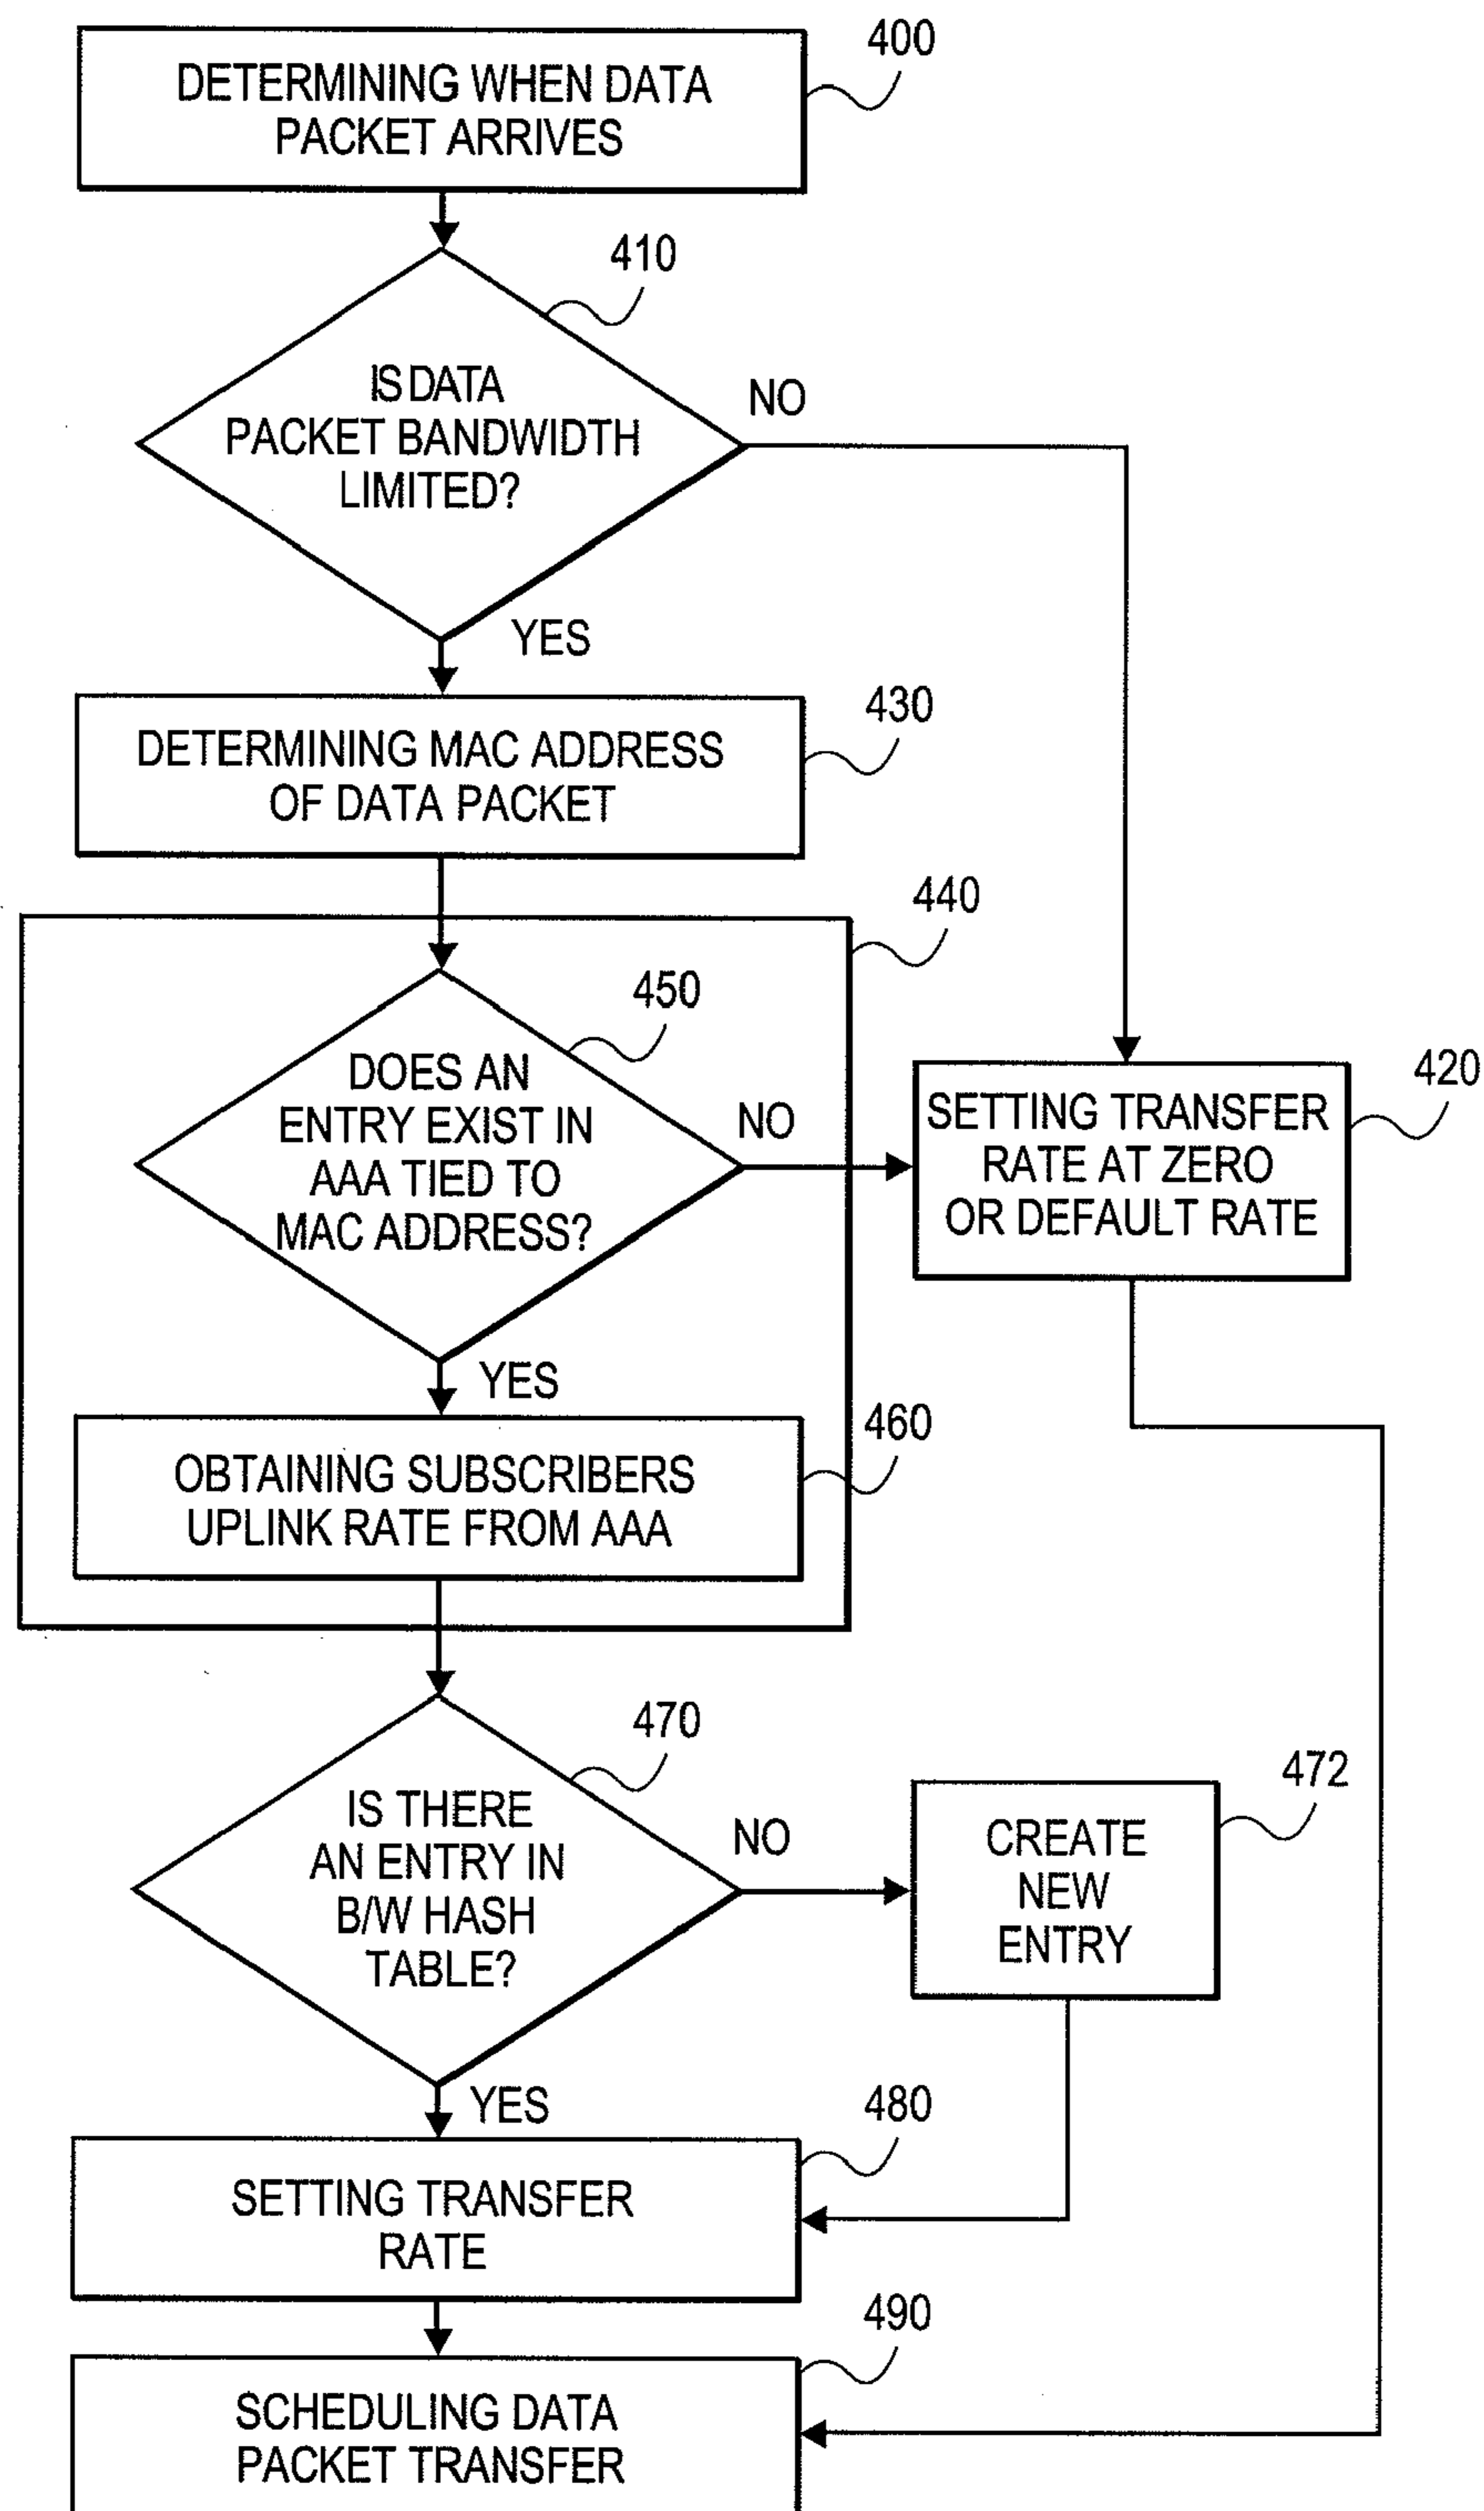 400
DETERMINING WHEN DATA
PACKET ARRIVES
410
IS DATA
PACKET BANDWIDTH
LIMITED?
NO
YES
430
DETERMINING MAC ADDRESS
OF DATA PACKET
440
450
DOES AN
ENTRY EXIST IN
AAA TIED TO
MAC ADDRESS?
NO
420
SETTING TRANSFER
RATE AT ZERO
OR DEFAULT RATE
YES
460
OBTAINING SUBSCRIBERS
UPLINK RATE FROM AAA
470
IS THERE
AN ENTRY IN
B/W HASH
TABLE?
NO
472
CREATE
NEW
ENTRY
YES
480
SETTING TRANSFER
RATE
490
SCHEDULING DATA
PACKET TRANSFER